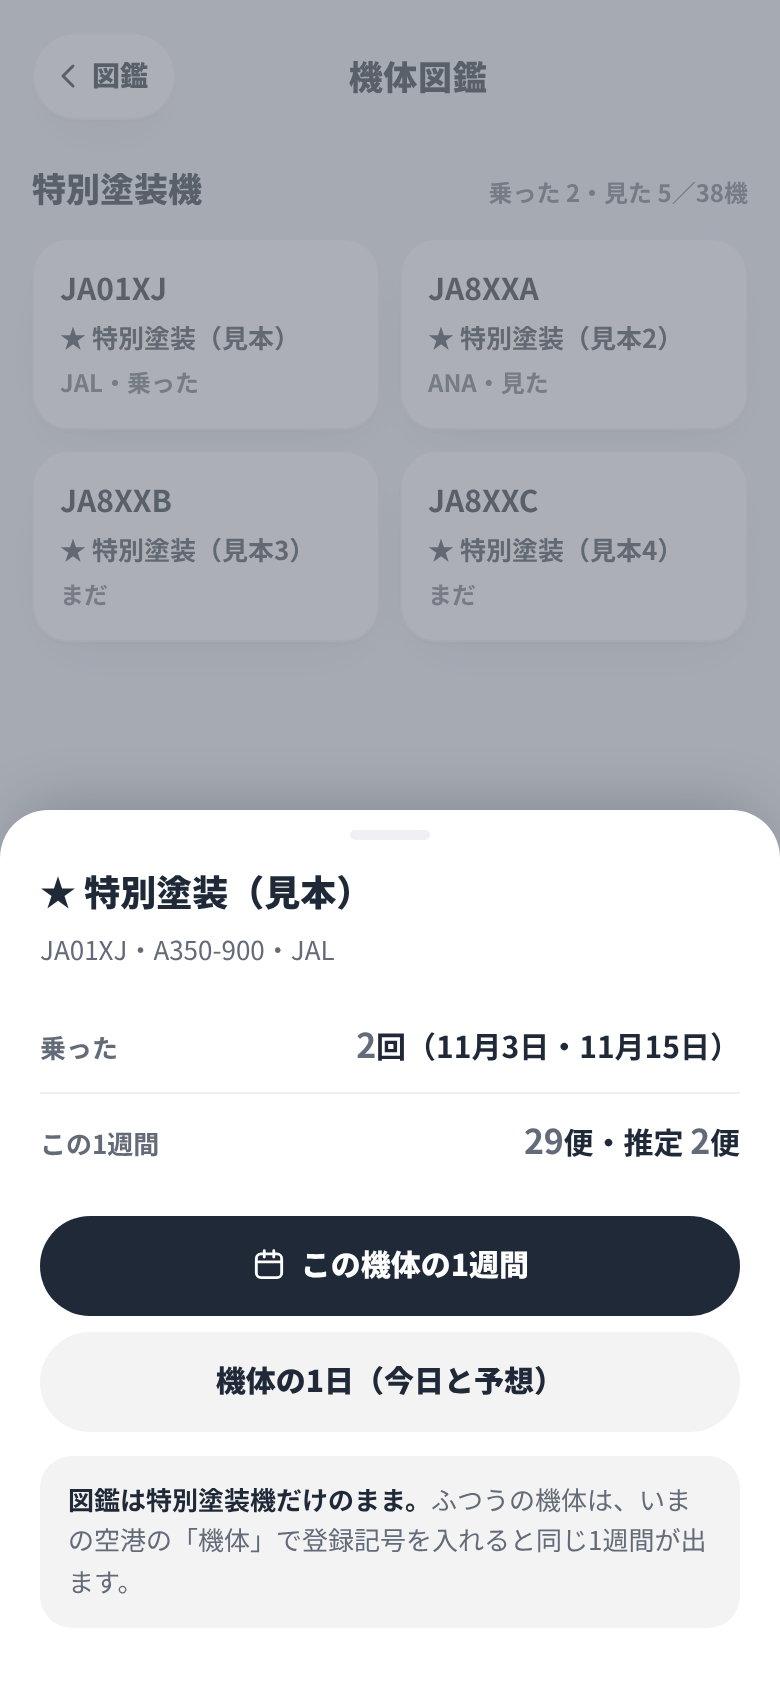 図鑑
機体図鑑
特別塗装機
乗った 2・見た 5／38機
JA01XJ
★ 特別塗装（見本）
JAL・乗った
JA8XXA
★ 特別塗装（見本2）
ANA・見た
JA8XXB
★ 特別塗装（見本3）
まだ
JA8XXC
★ 特別塗装（見本4）
まだ
★ 特別塗装（見本）
JA01XJ・A350-900・JAL
乗った
2回（11月3日・11月15日）
この1週間
29便・推定 2便
この機体の1週間
機体の1日（今日と予想）
図鑑は特別塗装機だけのまま。ふつうの機体は、いま
の空港の「機体」で登録記号を入れると同じ1週間が出
ます。